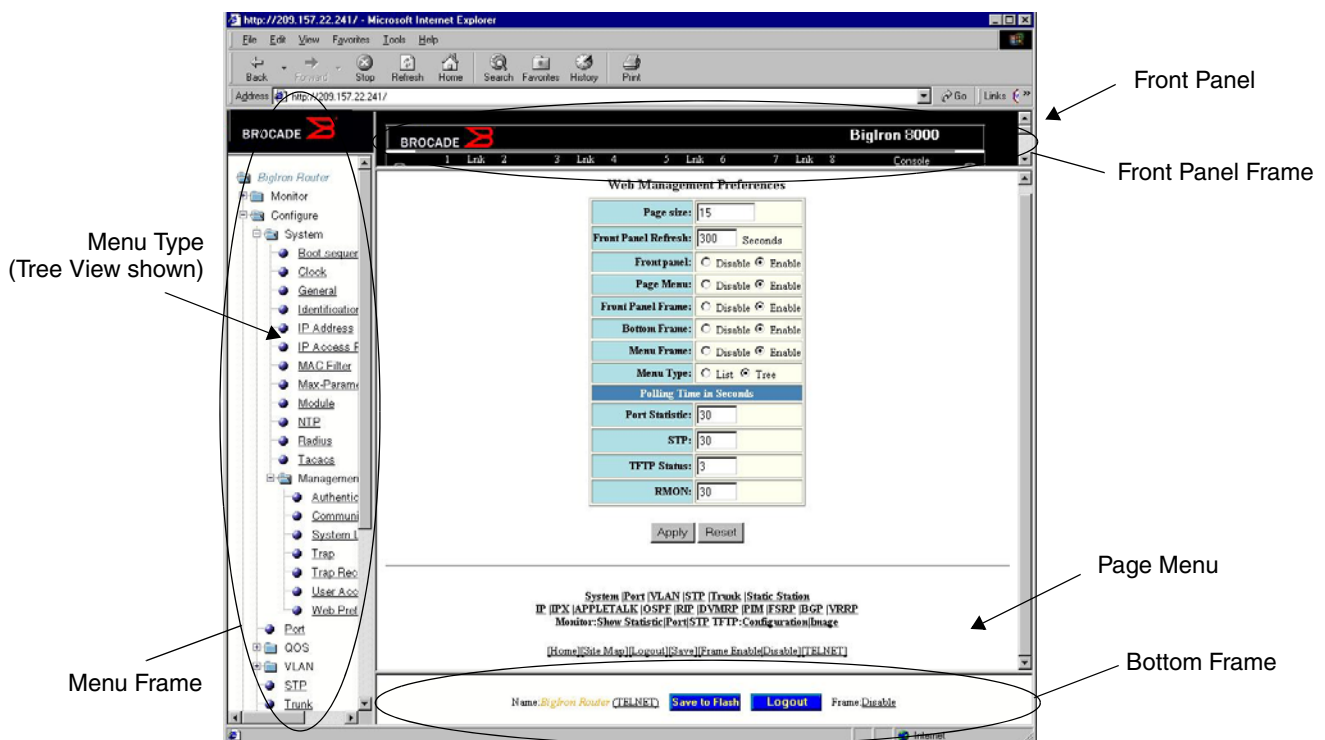 http://209.157.22.241/ - Microsoft Internet Explorer
File Edit View Favorites Tools Help
Back Forward Stop Refresh Home Search Favorites History Print
Address http://209.157.22.241/ Go Links »
Front Panel
BROCADE
BROCADE BigIron 8000
1 Lnk 2 3 Lnk 4 5 Lnk 6 7 Lnk 8 Console
Front Panel Frame
BigIron Router
Monitor
Configure
System
Boot sequen
Clock
General
Identification
IP Address
IP Access F
MAC Filter
Max-Parame
Module
NTP
Radius
Tacacs
Managemen
Authentic
Communi
System L
Trap
Trap Rec
User Acc
Web Pref
Port
QOS
VLAN
STP
Trunk
Menu Type
(Tree View shown)
Menu Frame
Web Management Preferences
Page size: 15
Front Panel Refresh: 300 Seconds
Frontpanel: Disable Enable
Page Menu: Disable Enable
Front Panel Frame: Disable Enable
Bottom Frame: Disable Enable
Menu Frame: Disable Enable
Menu Type: List Tree
Polling Time in Seconds
Port Statistic: 30
STP: 30
TFTP Status: 3
RMON: 30
Apply Reset
Page Menu
System |Port |VLAN |STP |Trunk |Static Station
IP |IPX |APPLETALK |OSPF |RIP |DVMRP |PIM |FSRP |BGP |VRRP
Monitor:Show Statistic|Port|STP TFTP:Configuration|Image
[Home][Site Map][Logout][Save][Frame Enable|Disable][TELNET]
Bottom Frame
Name:BigIron Router (TELNET) Save to Flash Logout Frame:Disable
Internet